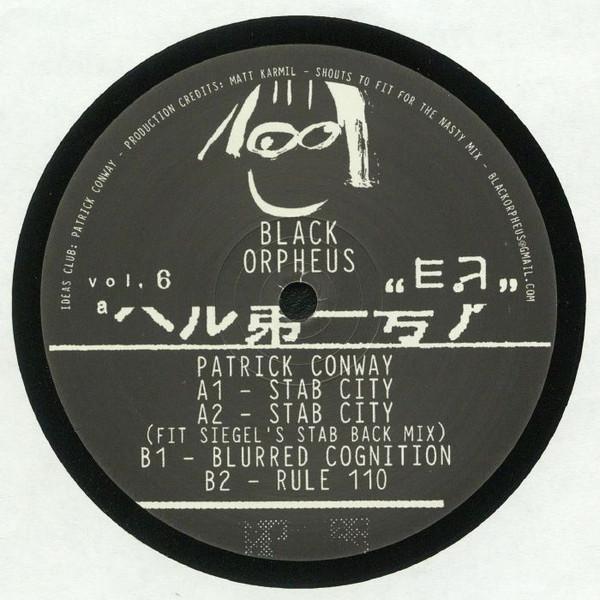 IDEAS CLUB: PATRICK CONWAY - PRODUCTION CREDITS: MATT KARMIL - SHOUTS TO FIT FOR THE NASTY MIX - BLACKORPHEUS@GMAIL.COM
BLACK
ORPHEUS
vol. 6
PATRICK CONWAY
A1 - STAB CITY
A2 - STAB CITY
(FIT SIEGEL'S STAB BACK MIX)
B1 - BLURRED COGNITION
B2 - RULE 110